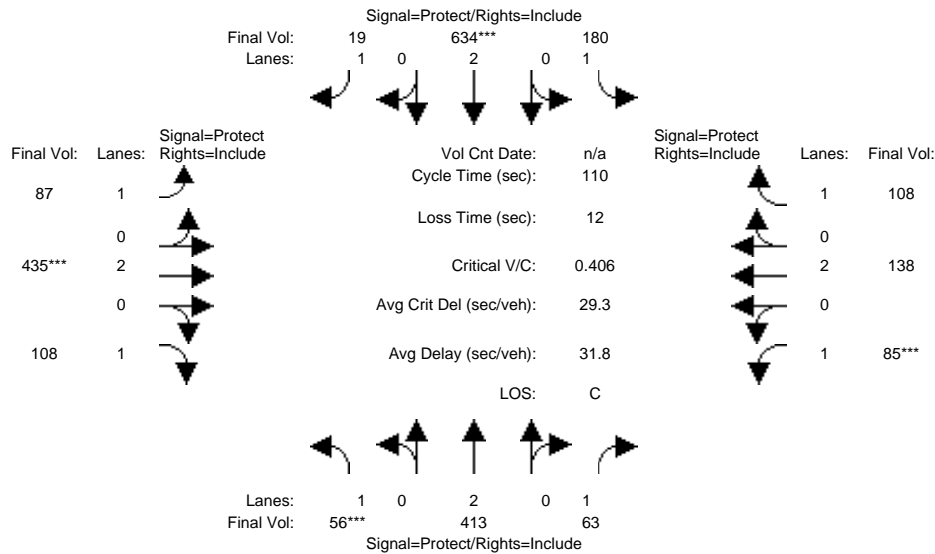 Signal=Protect/Rights=Include
Final Vol: 19 634*** 180
Lanes: 1 0 2 0 1
Signal=Protect
Final Vol: Lanes: Rights=Include
Vol Cnt Date: n/a
Signal=Protect
Rights=Include Lanes: Final Vol:
Cycle Time (sec): 110
87 1
1 108
Loss Time (sec): 12
0
0
435*** 2
Critical V/C: 0.406
2 138
0
Avg Crit Del (sec/veh): 29.3
0
108 1
Avg Delay (sec/veh): 31.8
1 85***
LOS: C
Lanes: 1 0 2 0 1
Final Vol: 56*** 413 63
Signal=Protect/Rights=Include